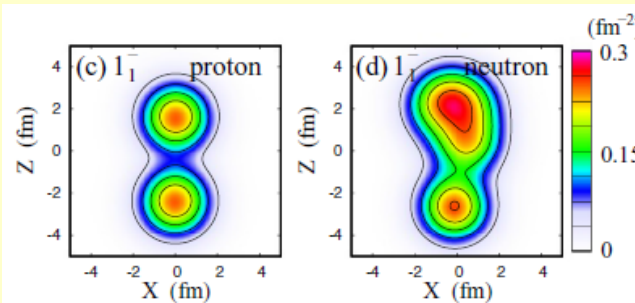 (fm⁻²)
(c) 1₁⁻ proton
(d) 1₁⁻ neutron
0.3
0.15
0
4
2
0
-2
-4
Z (fm)
4
2
0
-2
-4
Z (fm)
-4 -2 0 2 4
X (fm)
-4 -2 0 2 4
X (fm)